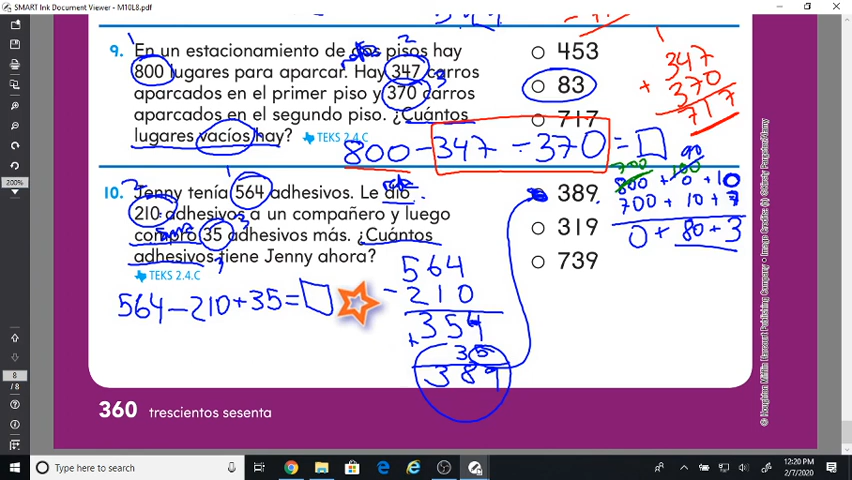 SMART Ink Document Viewer - M10L8.pdf
9. En un estacionamiento de dos pisos hay
800 lugares para aparcar. Hay 347 carros
aparcados en el primer piso y 370 carros
aparcados en el segundo piso. ¿Cuántos
lugares vacíos hay?
TEKS 2.4.C
453
83
717
800 - 347 - 370 =
347
+ 370
717
10. Jenny tenía 564 adhesivos. Le dio
210 adhesivos a un compañero y luego
compró 35 adhesivos más. ¿Cuántos
adhesivos tiene Jenny ahora?
TEKS 2.4.C
389
319
739
700 90 100
800 + 0 + 10
700 + 10 + 7
0 + 80 + 3
564 - 210 + 35 =
564
- 210
354
+ 35
389
360 trescientos sesenta
© Houghton Mifflin Harcourt Publishing Company
200%
8
/ 8
Type here to search
12:20 PM
2/7/2020